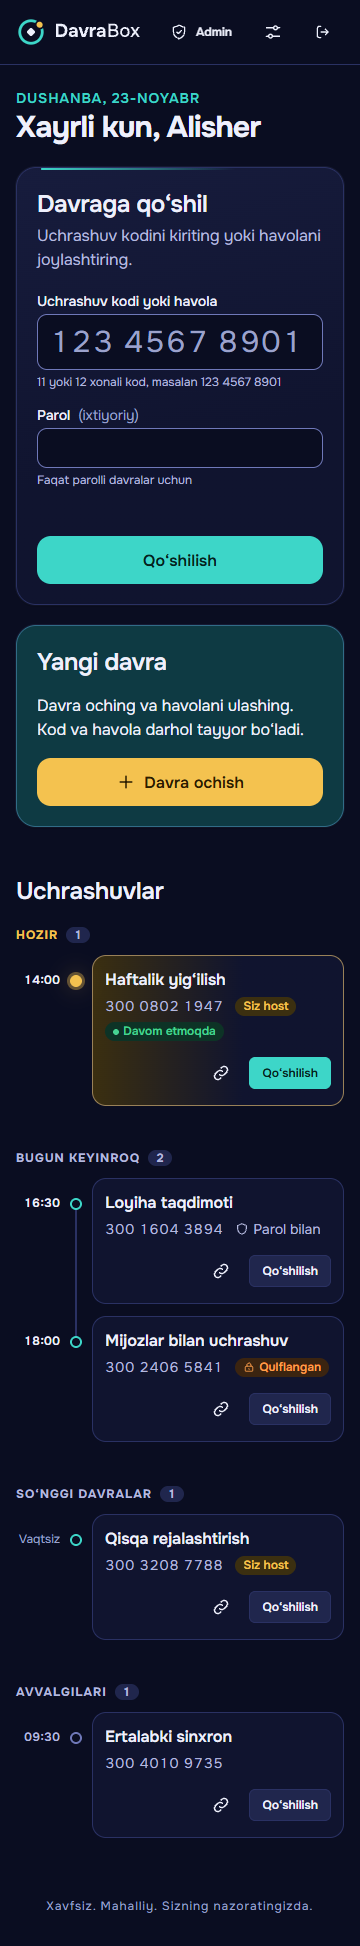 DavraBox Admin
DUSHANBA, 23-NOYABR
Xayrli kun, Alisher
Davraga qo‘shil
Uchrashuv kodini kiriting yoki havolani
joylashtiring.
Uchrashuv kodi yoki havola
123 4567 8901
11 yoki 12 xonali kod, masalan 123 4567 8901
Parol (ixtiyoriy)
Faqat parolli davralar uchun
Qo‘shilish
Yangi davra
Davra oching va havolani ulashing.
Kod va havola darhol tayyor bo‘ladi.
Davra ochish
Uchrashuvlar
HOZIR 1
14:00 Haftalik yig‘ilish
300 0802 1947 Siz host
Davom etmoqda
Qo‘shilish
BUGUN KEYINROQ 2
16:30 Loyiha taqdimoti
300 1604 3894 Parol bilan
Qo‘shilish
18:00 Mijozlar bilan uchrashuv
300 2406 5841 Qulflangan
Qo‘shilish
SO‘NGGI DAVRALAR 1
Vaqtsiz Qisqa rejalashtirish
300 3208 7788 Siz host
Qo‘shilish
AVVALGILARI 1
09:30 Ertalabki sinxron
300 4010 9735
Qo‘shilish
Xavfsiz. Mahalliy. Sizning nazoratingizda.